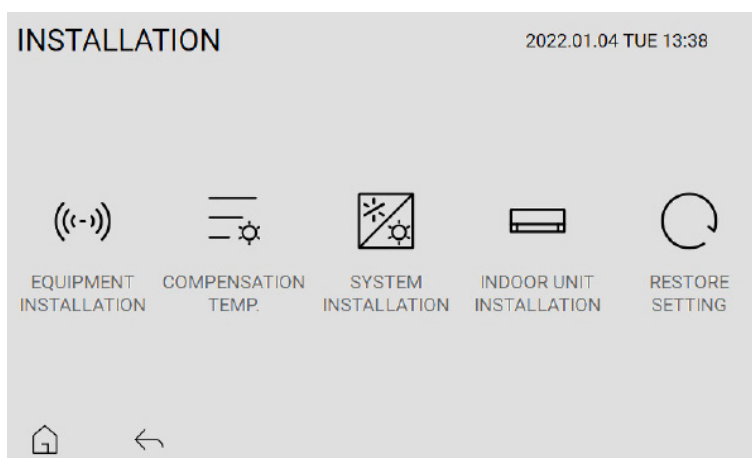 INSTALLATION
2022.01.04 TUE 13:38
EQUIPMENT
INSTALLATION
COMPENSATION
TEMP.
SYSTEM
INSTALLATION
INDOOR UNIT
INSTALLATION
RESTORE
SETTING